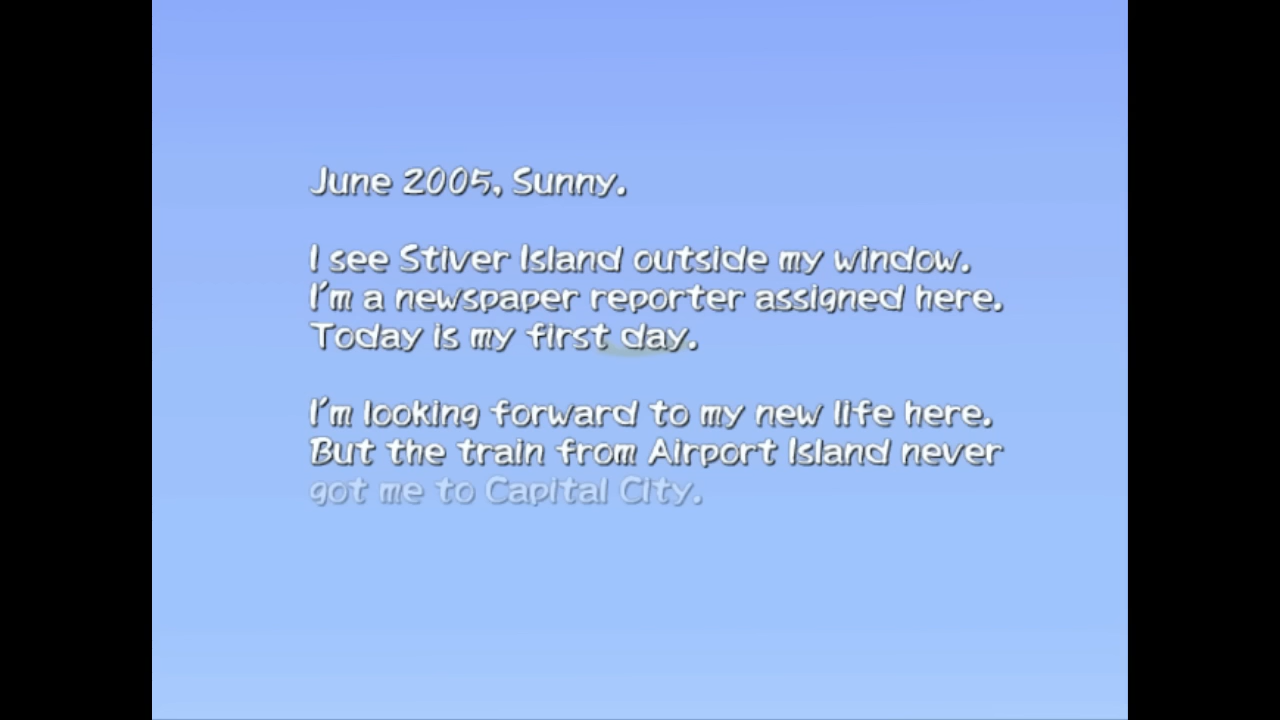 June 2005, Sunny.
I see Stiver Island outside my window.
I'm a newspaper reporter assigned here.
Today is my first day.
I'm looking forward to my new life here.
But the train from Airport Island never
got me to Capital City.